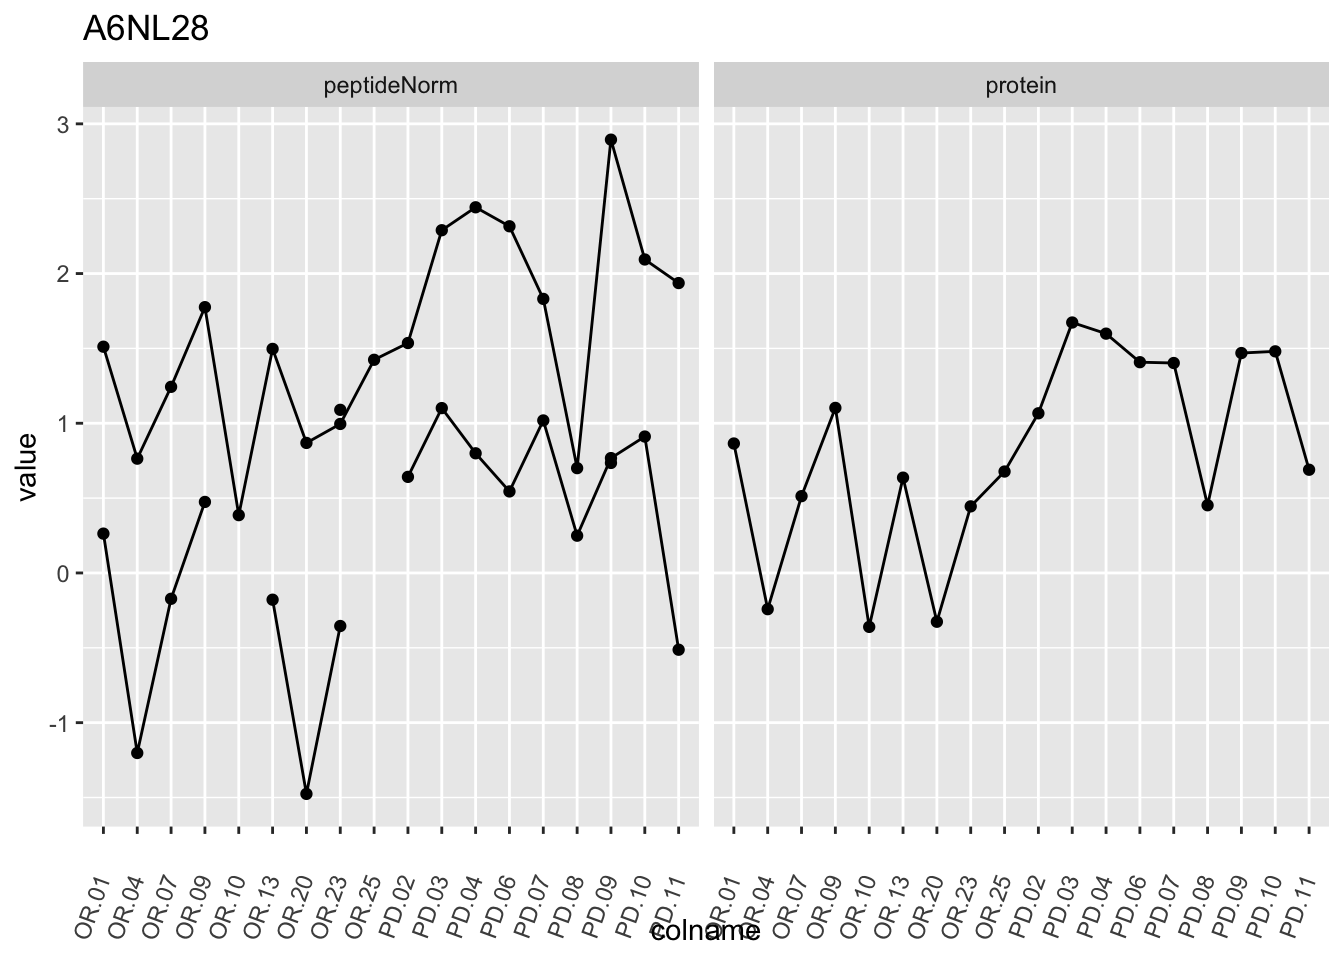 A6NL28
peptideNorm protein
3
2
1
0
-1
value
OR.01 OR.04 OR.07 OR.09 OR.10 OR.13 OR.20 OR.23 OR.25 PD.02 PD.03 PD.04 PD.06 PD.07 PD.08 PD.09 PD.10 PD.11 OR.01 OR.04 OR.07 OR.09 OR.10 OR.13 OR.20 OR.23 OR.25 PD.02 PD.03 PD.04 PD.06 PD.07 PD.08 PD.09 PD.10 PD.11
colname